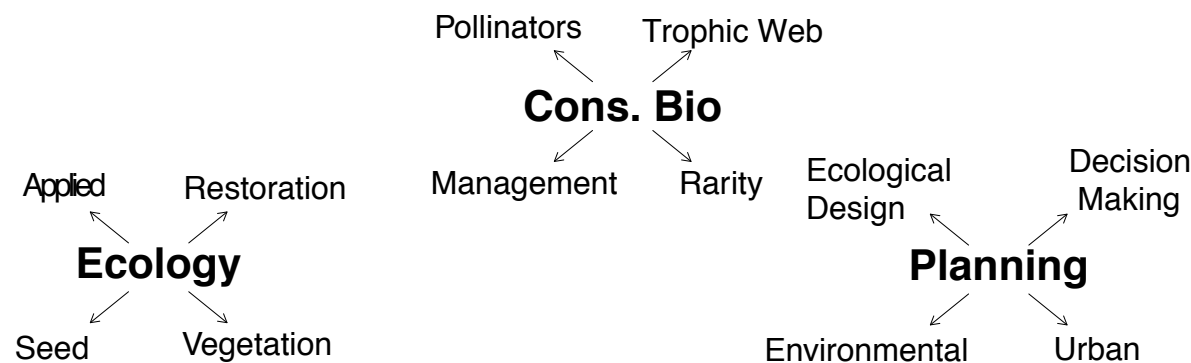 Pollinators
Trophic Web
Cons. Bio
Management
Rarity
Applied
Restoration
Ecology
Seed
Vegetation
Ecological
Design
Decision
Making
Planning
Environmental
Urban